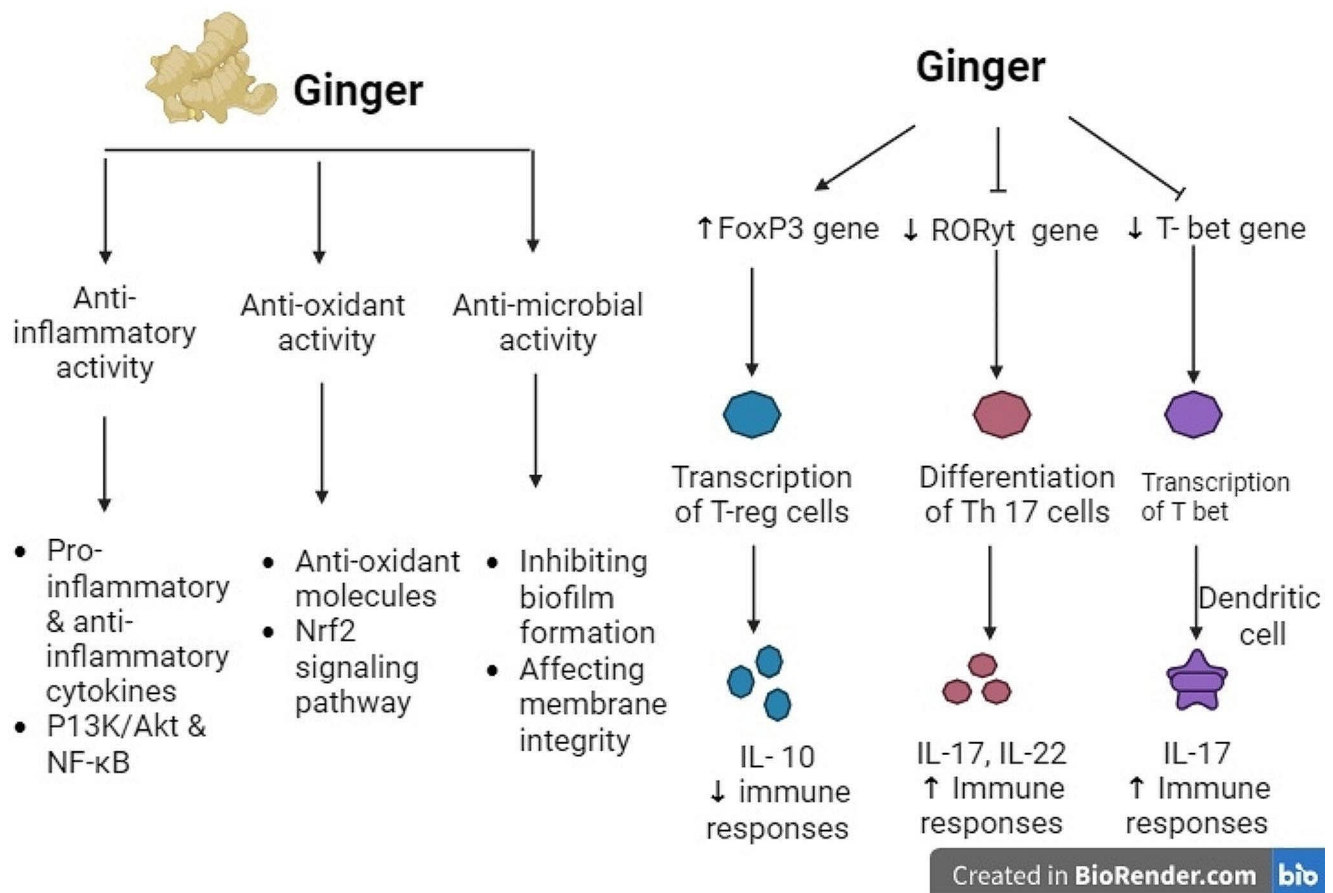 Ginger
Anti-
inflammatory
activity
Anti-oxidant
activity
Anti-microbial
activity
• Pro-
inflammatory
& anti-
inflammatory
cytokines
• P13K/Akt &
NF-κB
• Anti-oxidant
molecules
• Nrf2
signaling
pathway
• Inhibiting
biofilm
formation
• Affecting
membrane
integrity
Ginger
↑FoxP3 gene
↓ RORyt gene
↓ T- bet gene
Transcription
of T-reg cells
Differentiation
of Th 17 cells
Transcription
of T bet
Dendritic
cell
IL- 10
↓ immune
responses
IL-17, IL-22
↑ Immune
responses
IL-17
↑ Immune
responses
Created in BioRender.com bio